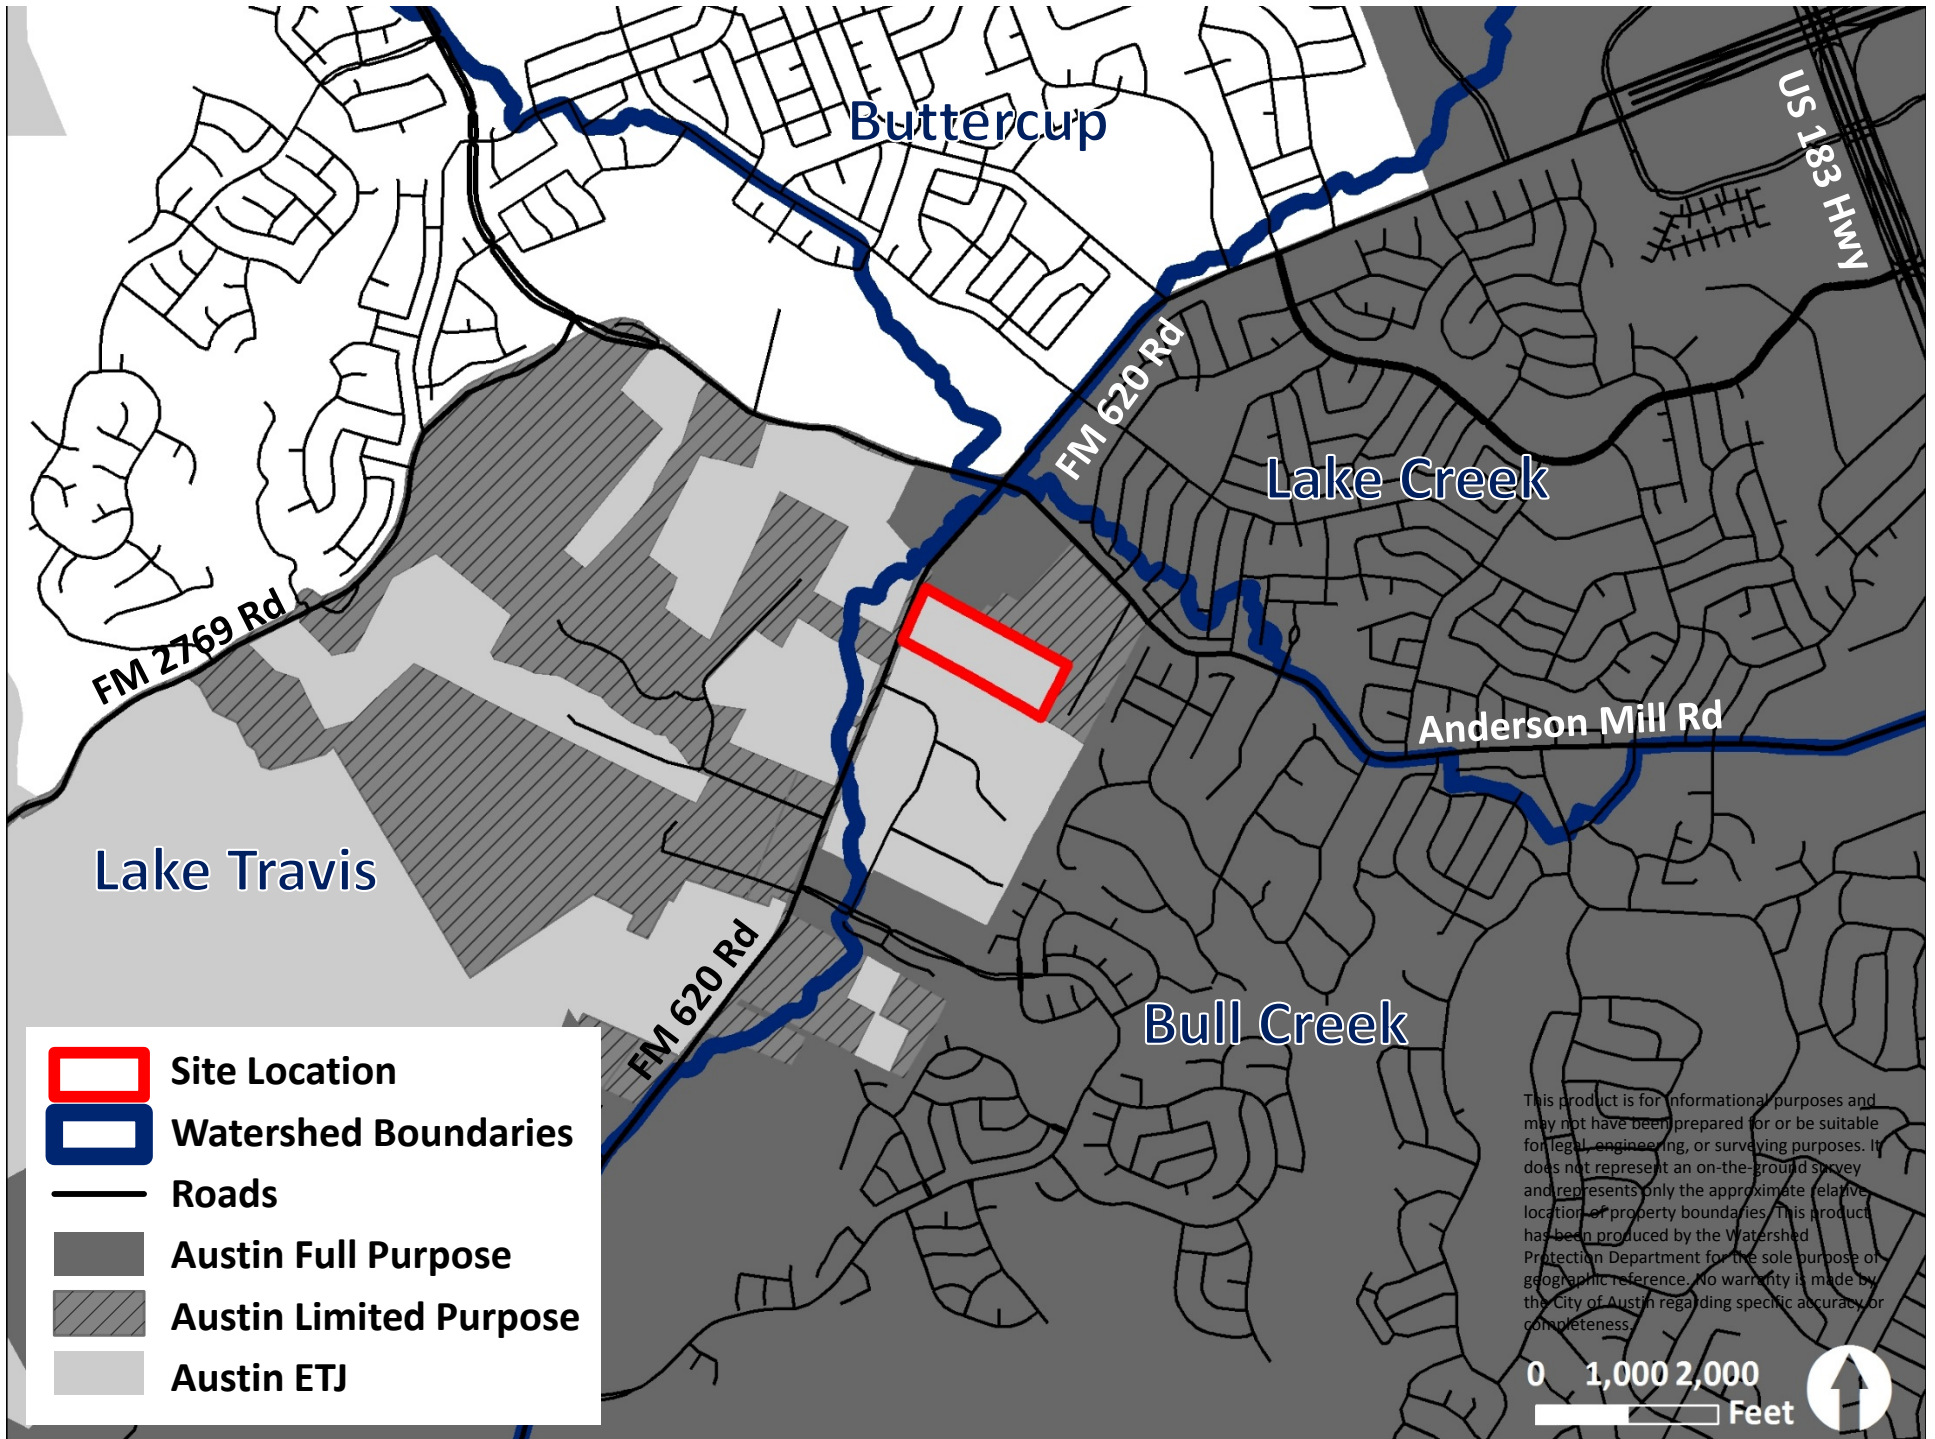 Buttercup
US 183 Hwy
FM 620 Rd
Lake Creek
FM 2769 Rd
Anderson Mill Rd
Lake Travis
FM 620 Rd
Bull Creek
Site Location
Watershed Boundaries
Roads
Austin Full Purpose
Austin Limited Purpose
Austin ETJ
This product is for informational purposes and
may not have been prepared for or be suitable
for legal, engineering, or surveying purposes. It
does not represent an on-the-ground survey
and represents only the approximate relative
location of property boundaries. This product
has been produced by the Watershed
Protection Department for the sole purpose of
geographic reference. No warranty is made by
the City of Austin regarding specific accuracy or
completeness.
0 1,000 2,000
Feet